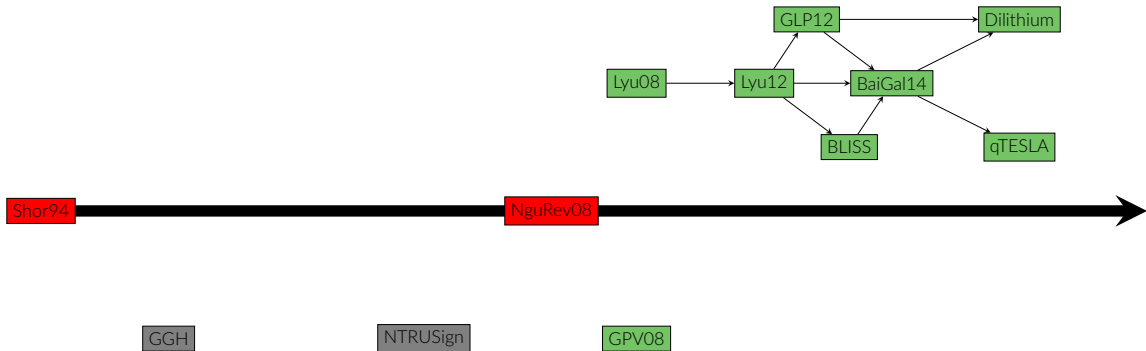 GLP12
Dilithium
Lyu08
Lyu12
BaiGal14
BLISS
qTESLA
Shor94
NguRev08
GGH
NTRUSign
GPV08